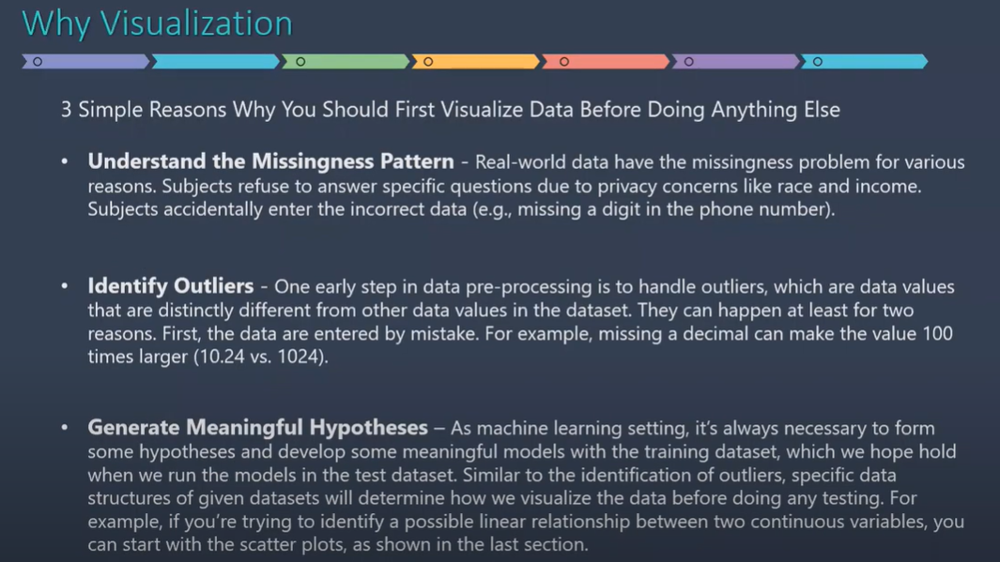 Why Visualization
3 Simple Reasons Why You Should First Visualize Data Before Doing Anything Else
• Understand the Missingness Pattern - Real-world data have the missingness problem for various
reasons. Subjects refuse to answer specific questions due to privacy concerns like race and income.
Subjects accidentally enter the incorrect data (e.g., missing a digit in the phone number).
• Identify Outliers - One early step in data pre-processing is to handle outliers, which are data values
that are distinctly different from other data values in the dataset. They can happen at least for two
reasons. First, the data are entered by mistake. For example, missing a decimal can make the value 100
times larger (10.24 vs. 1024).
• Generate Meaningful Hypotheses – As machine learning setting, it's always necessary to form
some hypotheses and develop some meaningful models with the training dataset, which we hope hold
when we run the models in the test dataset. Similar to the identification of outliers, specific data
structures of given datasets will determine how we visualize the data before doing any testing. For
example, if you're trying to identify a possible linear relationship between two continuous variables, you
can start with the scatter plots, as shown in the last section.